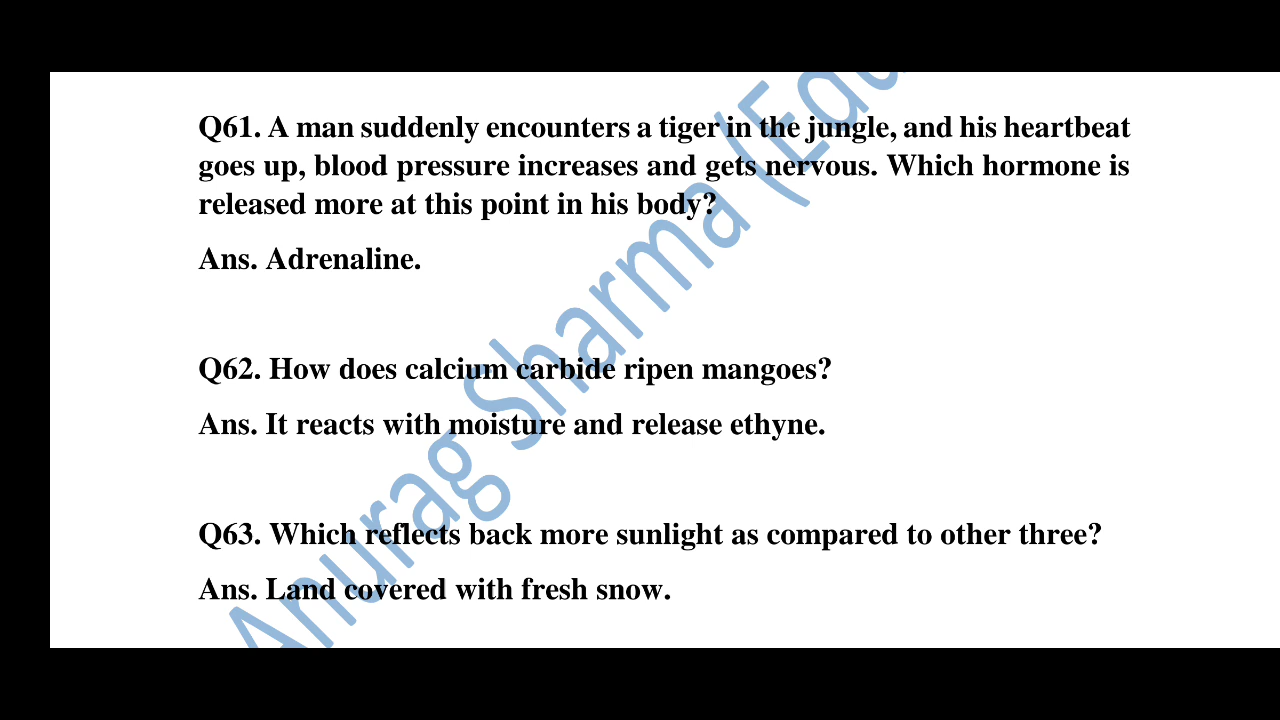 Q61. A man suddenly encounters a tiger in the jungle, and his heartbeat
goes up, blood pressure increases and gets nervous. Which hormone is
released more at this point in his body?
Ans. Adrenaline.
Q62. How does calcium carbide ripen mangoes?
Ans. It reacts with moisture and release ethyne.
Q63. Which reflects back more sunlight as compared to other three?
Ans. Land covered with fresh snow.
Anurag Sharma